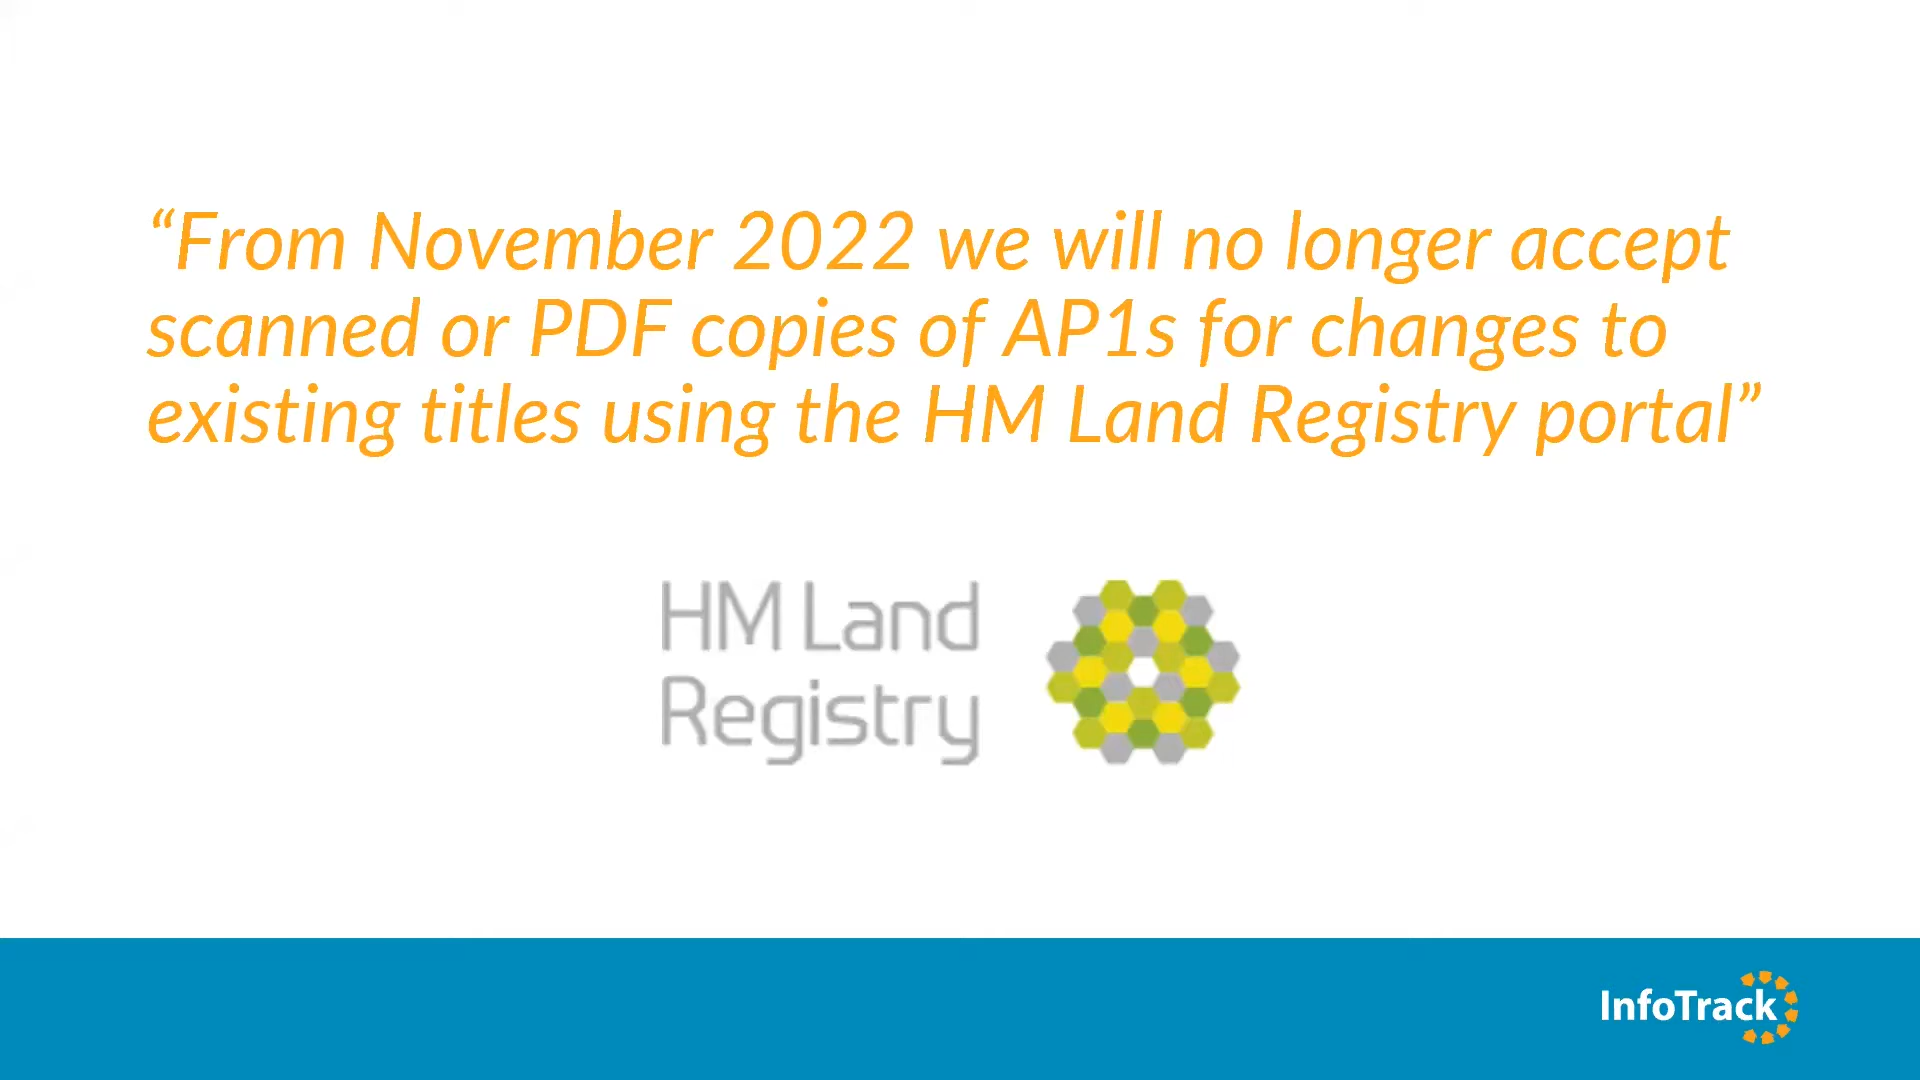 “From November 2022 we will no longer accept
scanned or PDF copies of AP1s for changes to
existing titles using the HM Land Registry portal”
HM Land
Registry
InfoTrack